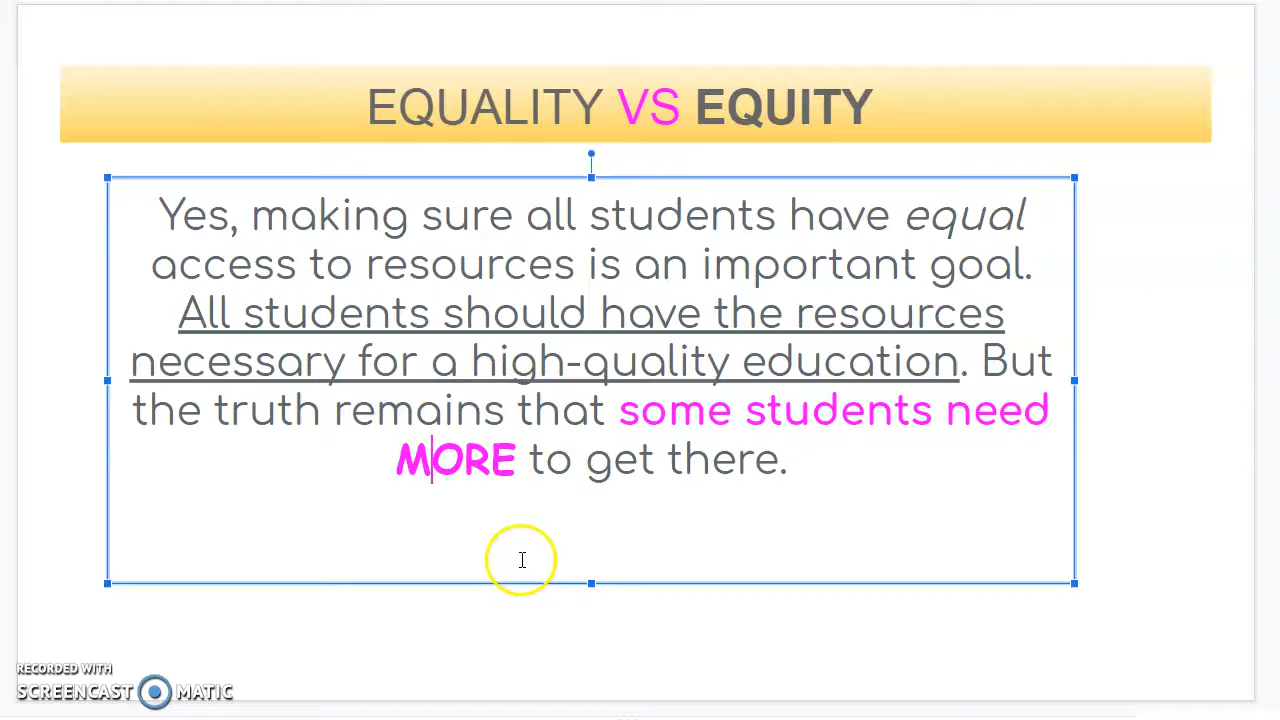 EQUALITY VS EQUITY
Yes, making sure all students have equal
access to resources is an important goal.
All students should have the resources
necessary for a high-quality education. But
the truth remains that some students need
MORE to get there.
RECORDED WITH
SCREENCAST MATIC